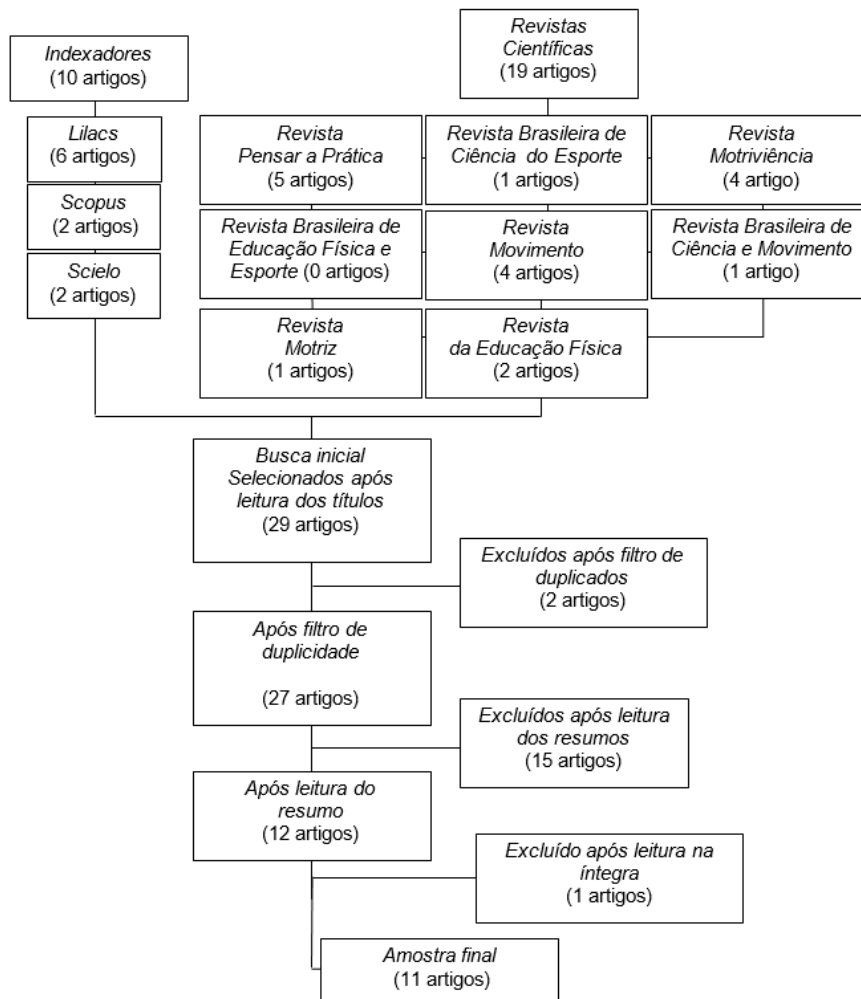 Indexadores
(10 artigos)
Revistas
Científicas
(19 artigos)
Lilacs
(6 artigos)
Scopus
(2 artigos)
Scielo
(2 artigos)
Revista
Pensar a Prática
(5 artigos)
Revista Brasileira de
Ciência do Esporte
(1 artigos)
Revista
Motriviência
(4 artigo)
Revista Brasileira de
Educação Física e
Esporte (0 artigos)
Revista
Movimento
(4 artigos)
Revista Brasileira de
Ciência e Movimento
(1 artigo)
Revista
Motriz
(1 artigos)
Revista
da Educação Física
(2 artigos)
Busca inicial
Selecionados após
leitura dos títulos
(29 artigos)
Excluídos após filtro de
duplicados
(2 artigos)
Após filtro de
duplicidade
(27 artigos)
Excluídos após leitura
dos resumos
(15 artigos)
Após leitura do
resumo
(12 artigos)
Excluído após leitura na
íntegra
(1 artigos)
Amostra final
(11 artigos)